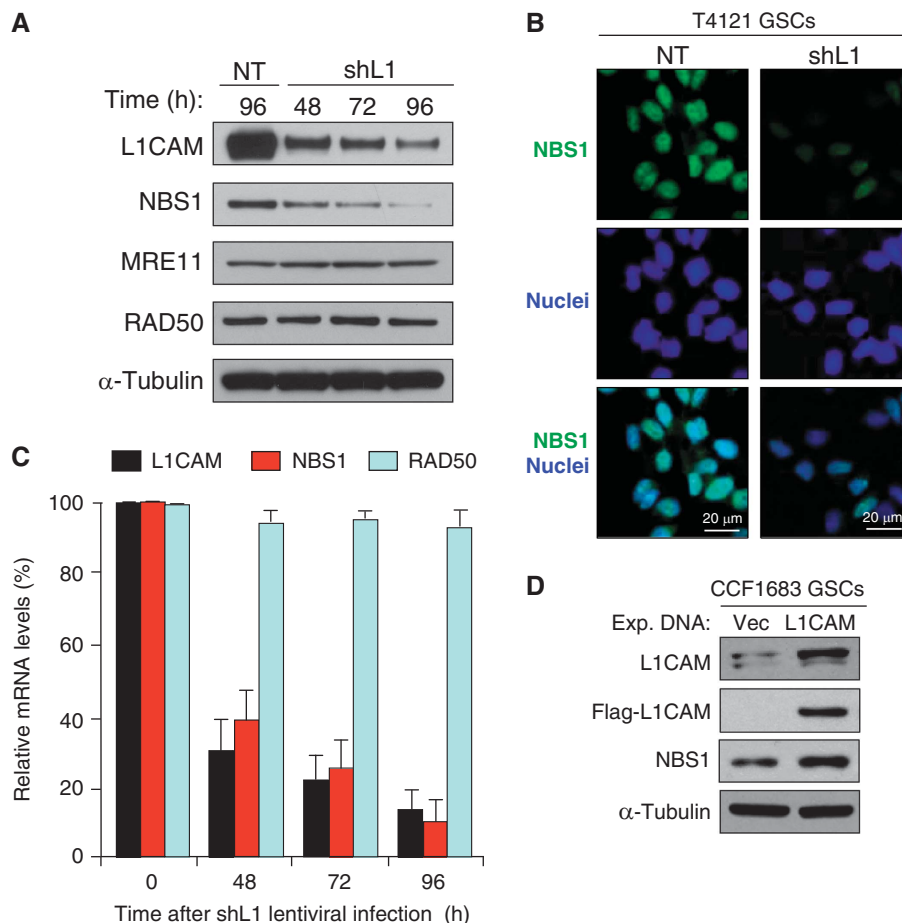 A
NT shL1
Time (h): 96 48 72 96
L1CAM
NBS1
MRE11
RAD50
α-Tubulin
B
T4121 GSCs
NT shL1
NBS1
Nuclei
NBS1
Nuclei
20 μm 20 μm
C
L1CAM NBS1 RAD50
Relative mRNA levels (%)
100
80
60
40
20
0
0 48 72 96
Time after shL1 lentiviral infection (h)
D
CCF1683 GSCs
Exp. DNA: Vec L1CAM
L1CAM
Flag-L1CAM
NBS1
α-Tubulin